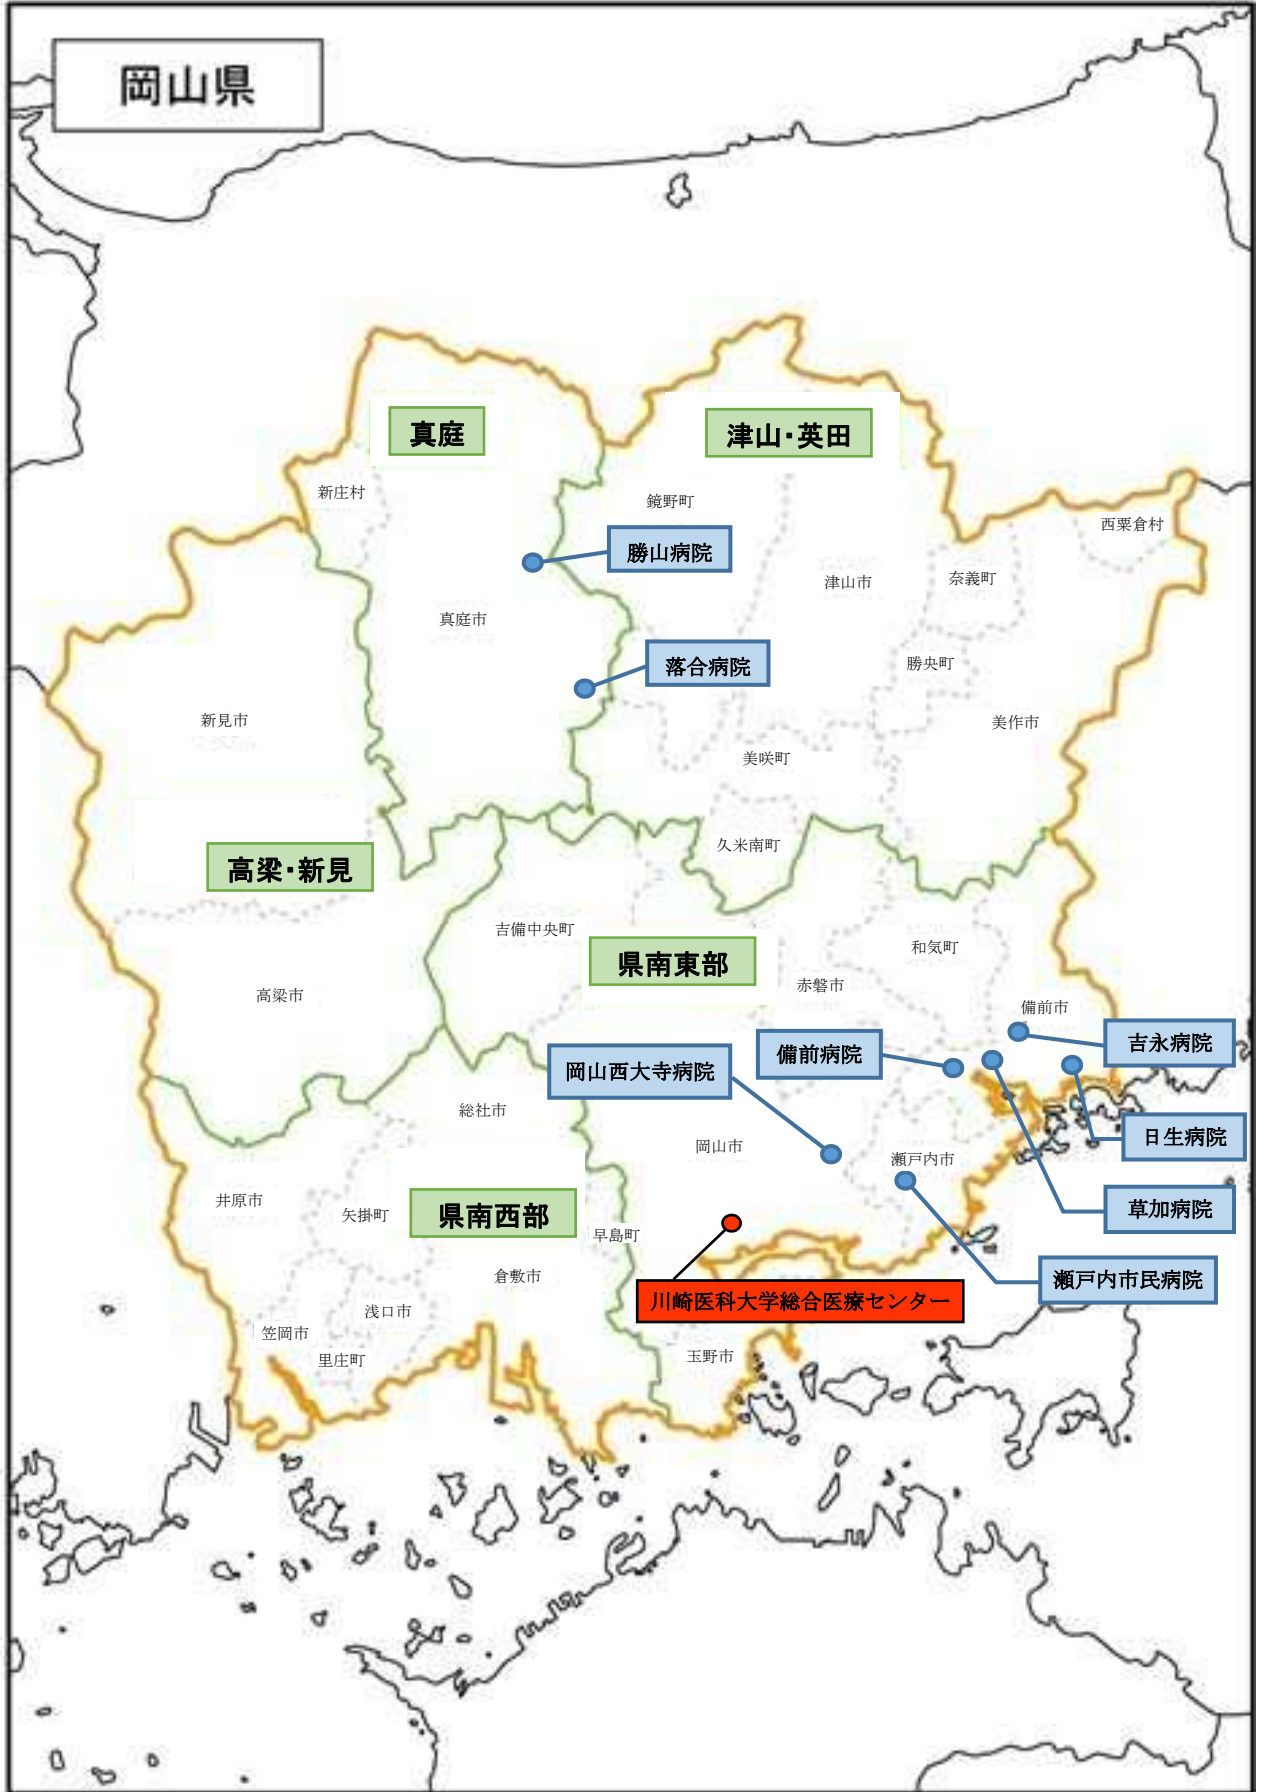 岡山県
真庭
津山・英田
新庄村
鏡野町
西粟倉村
勝山病院
津山市
奈義町
真庭市
落合病院
勝央町
新見市
美作市
美咲町
久米南町
高梁・新見
吉備中央町
県南東部
和気町
赤磐市
高梁市
備前市
吉永病院
備前病院
岡山西大寺病院
総社市
日生病院
岡山市
瀬戸内市
井原市
矢掛町
県南西部
草加病院
早島町
倉敷市
瀬戸内市民病院
川崎医科大学総合医療センター
浅口市
笠岡市
里庄町
玉野市